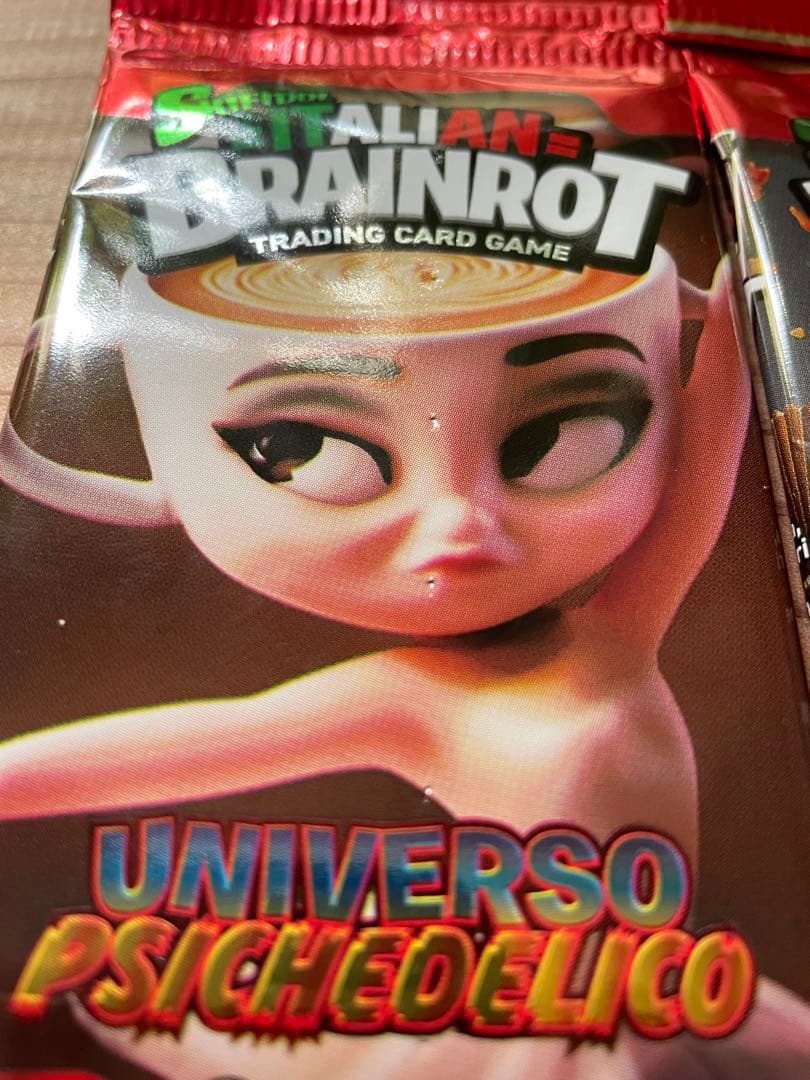 ITALIAN
BRAINROT
TRADING CARD GAME
UNIVERSO
PSICHEDELICO